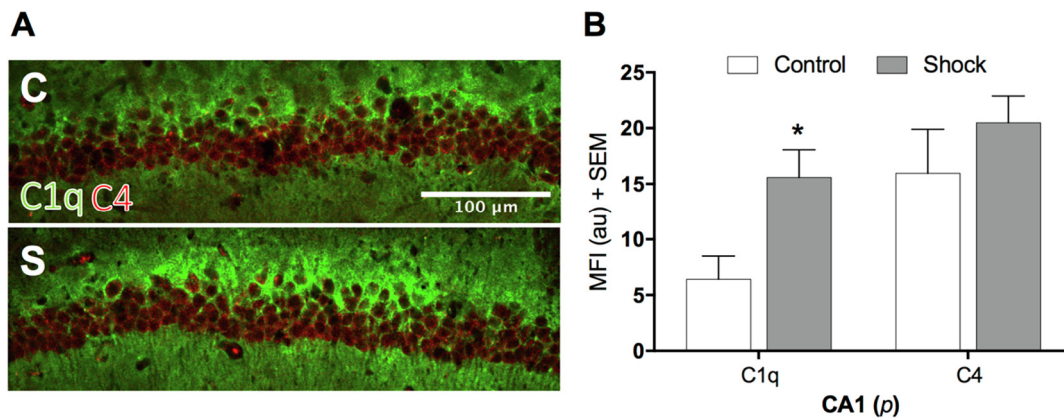 A
C
C1q C4
100 µm
S
B
Control Shock
MFI (au) + SEM
25
20
15
10
5
0
*
C1q C4
CA1 (p)